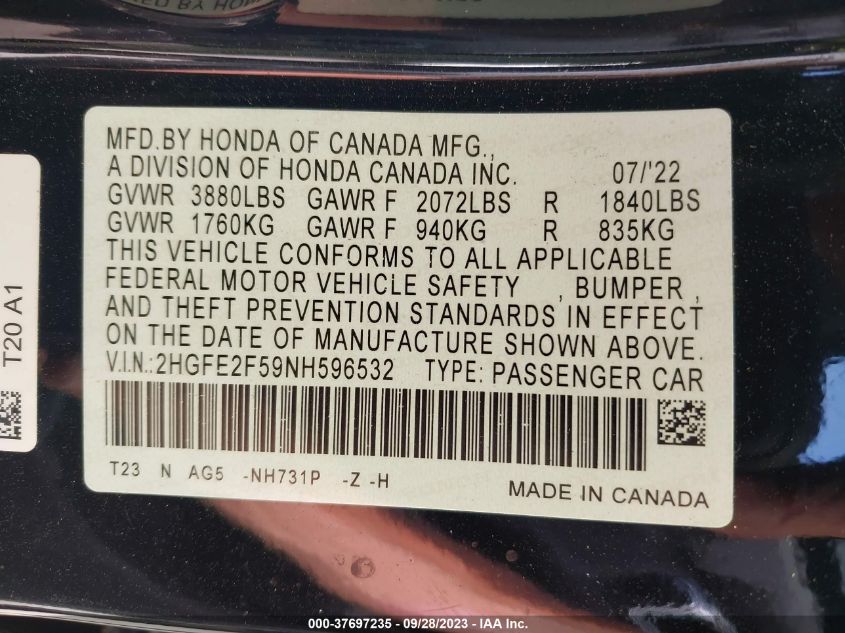 MFD.BY HONDA OF CANADA MFG.,
A DIVISION OF HONDA CANADA INC. 07/'22
GVWR 3880LBS GAWR F 2072LBS R 1840LBS
GVWR 1760KG GAWR F 940KG R 835KG
THIS VEHICLE CONFORMS TO ALL APPLICABLE
FEDERAL MOTOR VEHICLE SAFETY , BUMPER ,
AND THEFT PREVENTION STANDARDS IN EFFECT
ON THE DATE OF MANUFACTURE SHOWN ABOVE.
V.I.N.:2HGFE2F59NH596532 TYPE: PASSENGER CAR
T23 N AG5 -NH731P -Z -H
MADE IN CANADA
T20 A1
000-37697235 - 09/28/2023 - IAA Inc.